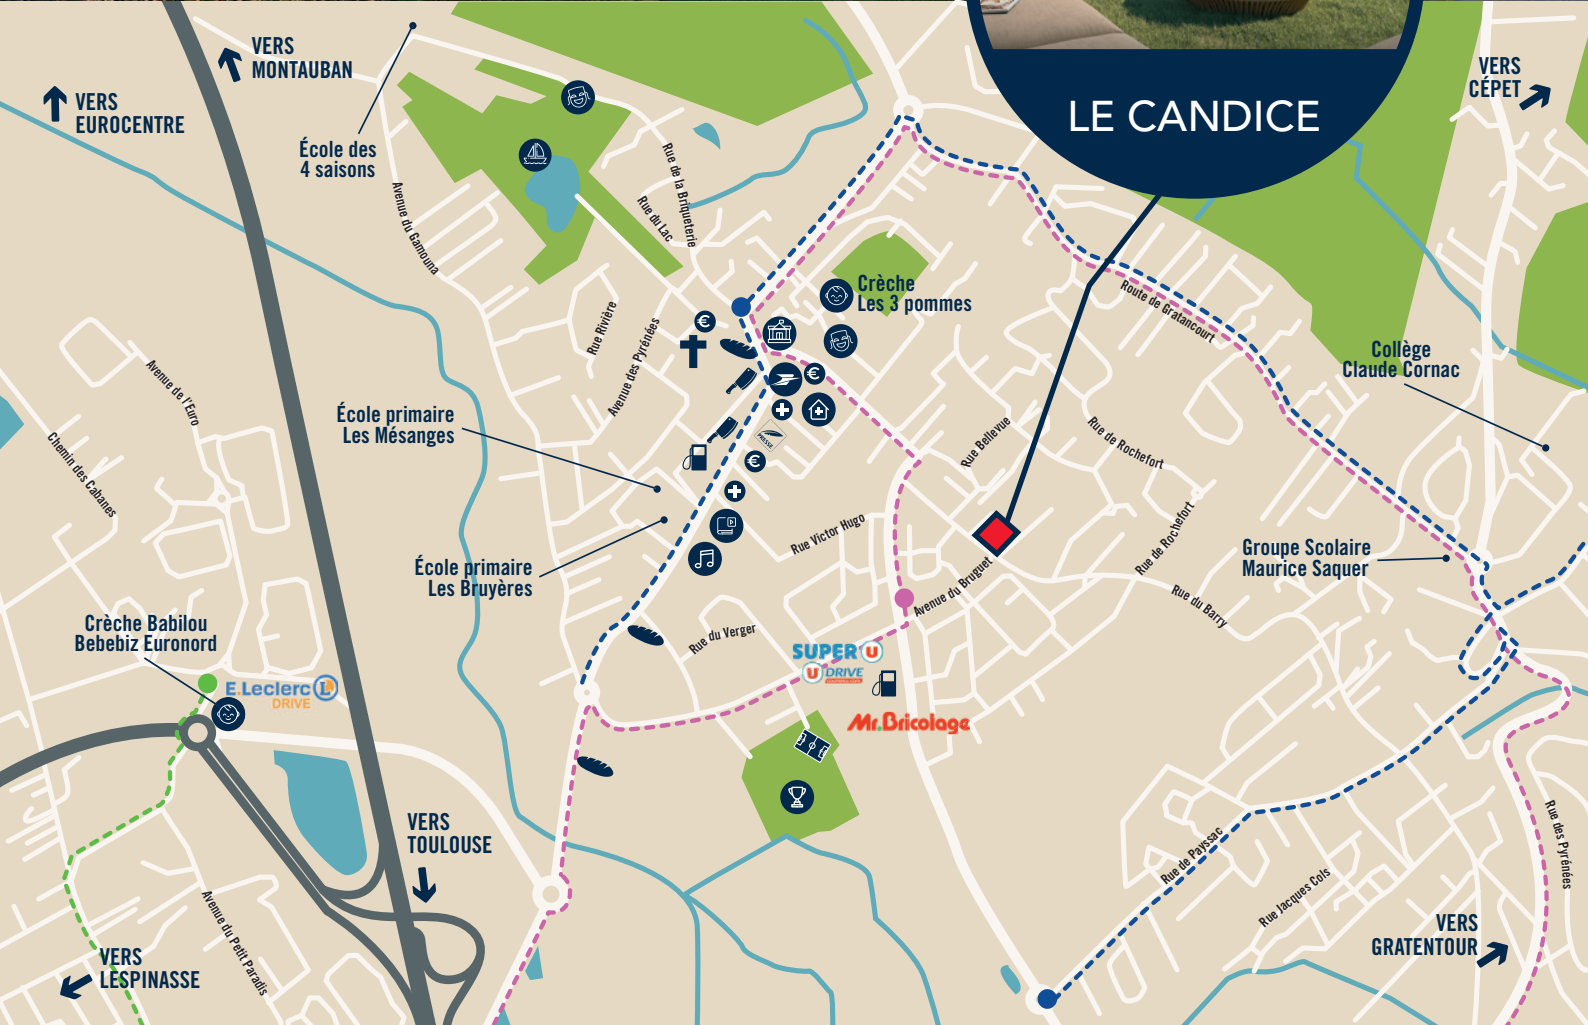 VERS
MONTAUBAN
VERS
EUROCENTRE
École des
4 saisons
LE CANDICE
VERS
CÉPET
Avenue du Gamouna
Rue de la Briqueterie
Rue du Lac
Crèche
Les 3 pommes
Rue Rivière
Avenue des Pyrénées
Route de Gratancourt
Collège
Claude Cornac
Avenue de l'Euro
Chemin des Cabanes
École primaire
Les Mésanges
€
€
PRESSE
€
Rue Bellevue
Rue de Rochefort
Rue de Rochefort
Rue Victor Hugo
École primaire
Les Bruyères
Groupe Scolaire
Maurice Saquer
Avenue du Bruguet
Rue du Barry
Rue du Verger
Crèche Babilou
Bebebiz Euronord
E.Leclerc L
DRIVE
SUPER U
U DRIVE
Mr.Bricolage
VERS
TOULOUSE
Rue de Payssac
Rue Jacques Cols
Rue des Pyrénées
Avenue du Petit Paradis
VERS
LESPINASSE
VERS
GRATENTOUR